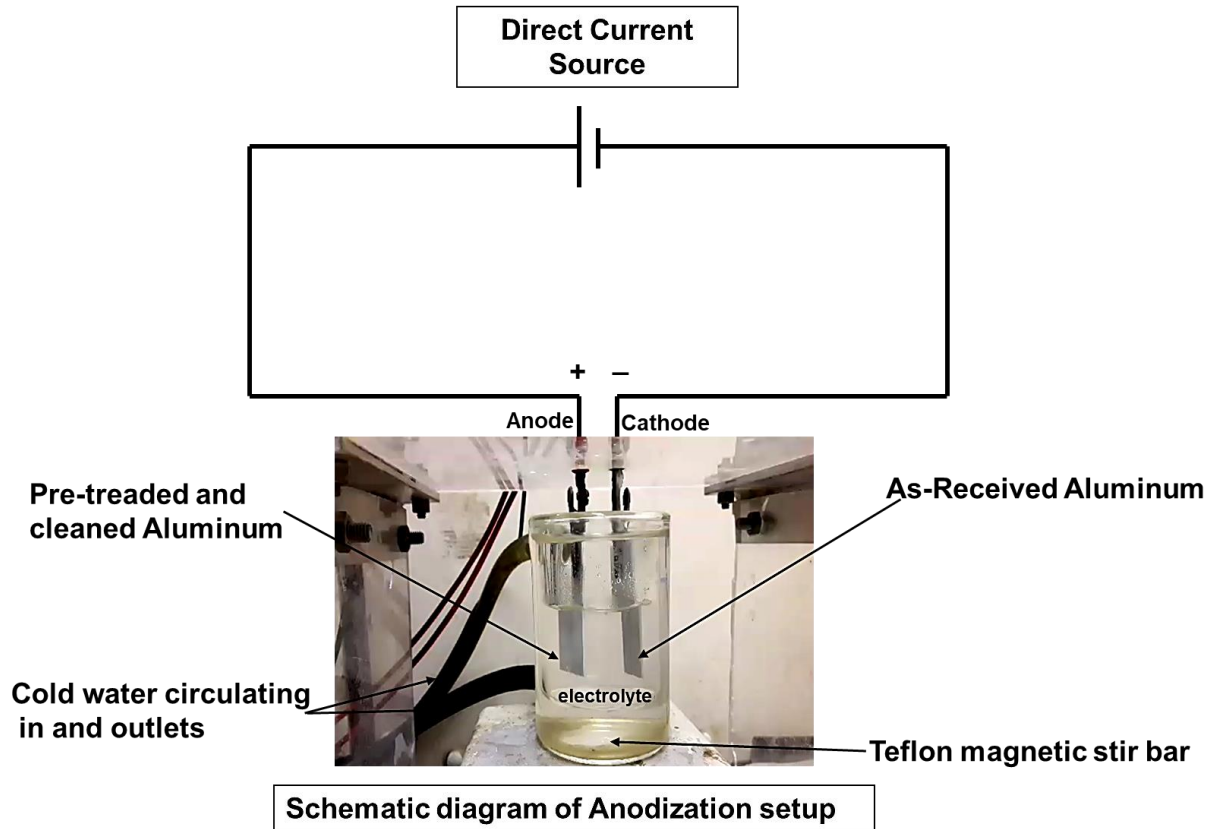 Direct Current
Source
+ –
Anode Cathode
Pre-treaded and
cleaned Aluminum
As-Received Aluminum
electrolyte
Cold water circulating
in and outlets
Teflon magnetic stir bar
Schematic diagram of Anodization setup